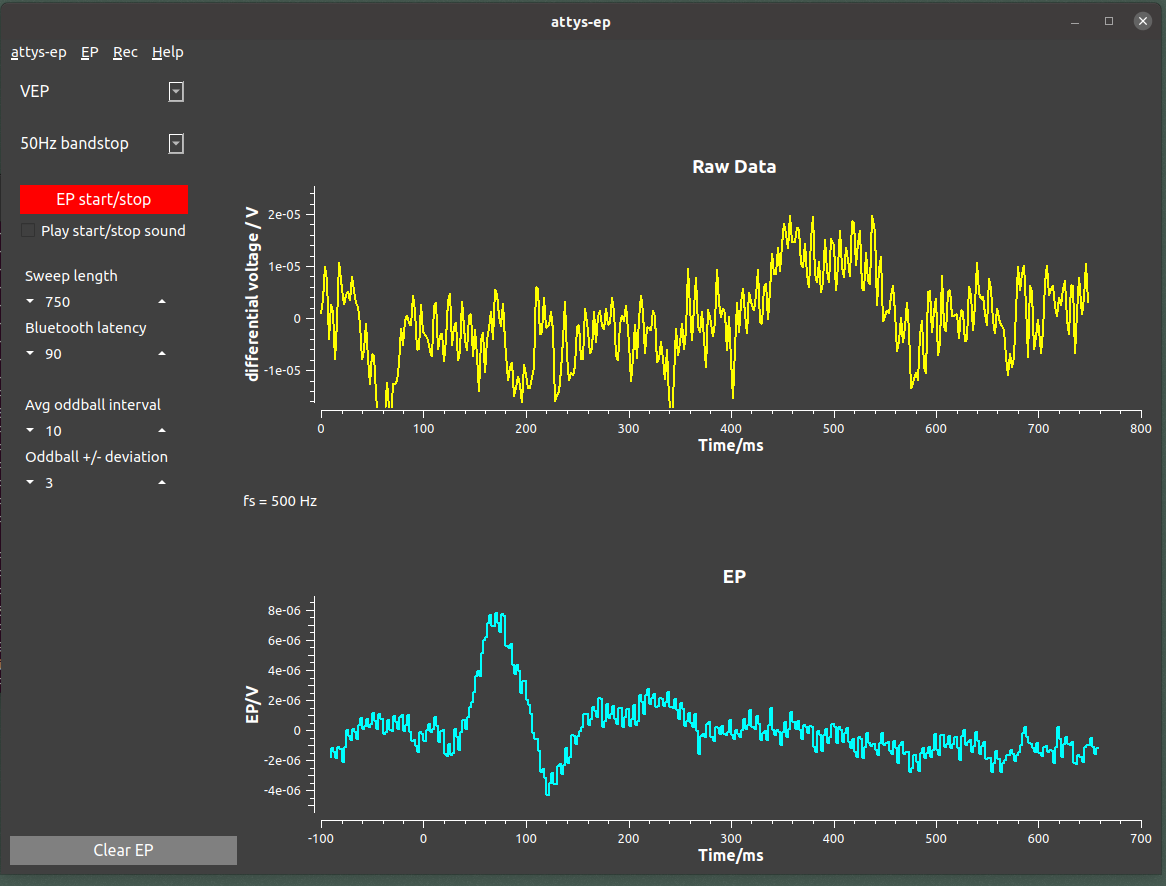 attys-ep
attys-ep EP Rec Help
VEP
50Hz bandstop
EP start/stop
Play start/stop sound
Sweep length
750
Bluetooth latency
90
Avg oddball interval
10
Oddball +/- deviation
3
Clear EP
Raw Data
differential voltage / V
2e-05
1e-05
0
-1e-05
0 100 200 300 400 500 600 700 800
Time/ms
fs = 500 Hz
EP
EP/V
8e-06
6e-06
4e-06
2e-06
0
-2e-06
-4e-06
-100 0 100 200 300 400 500 600 700
Time/ms